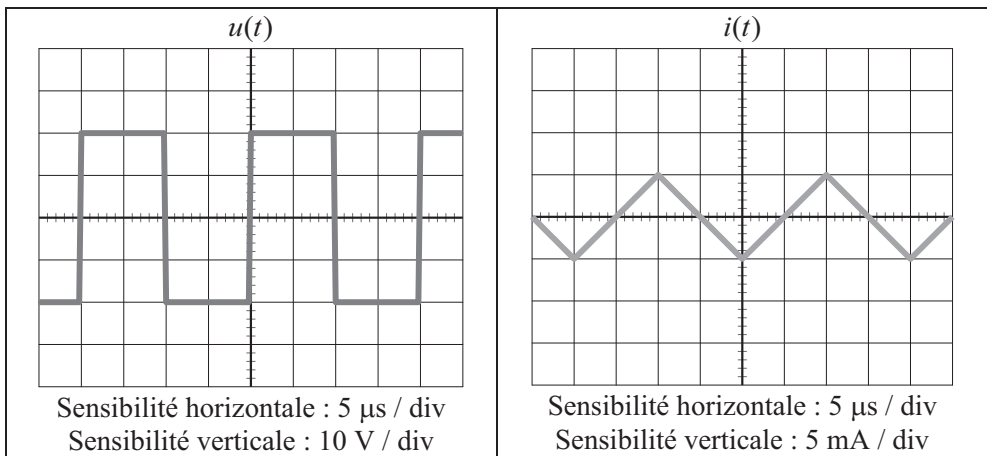 u(t)
Sensibilité horizontale : 5 μs / div
Sensibilité verticale : 10 V / div
i(t)
Sensibilité horizontale : 5 μs / div
Sensibilité verticale : 5 mA / div